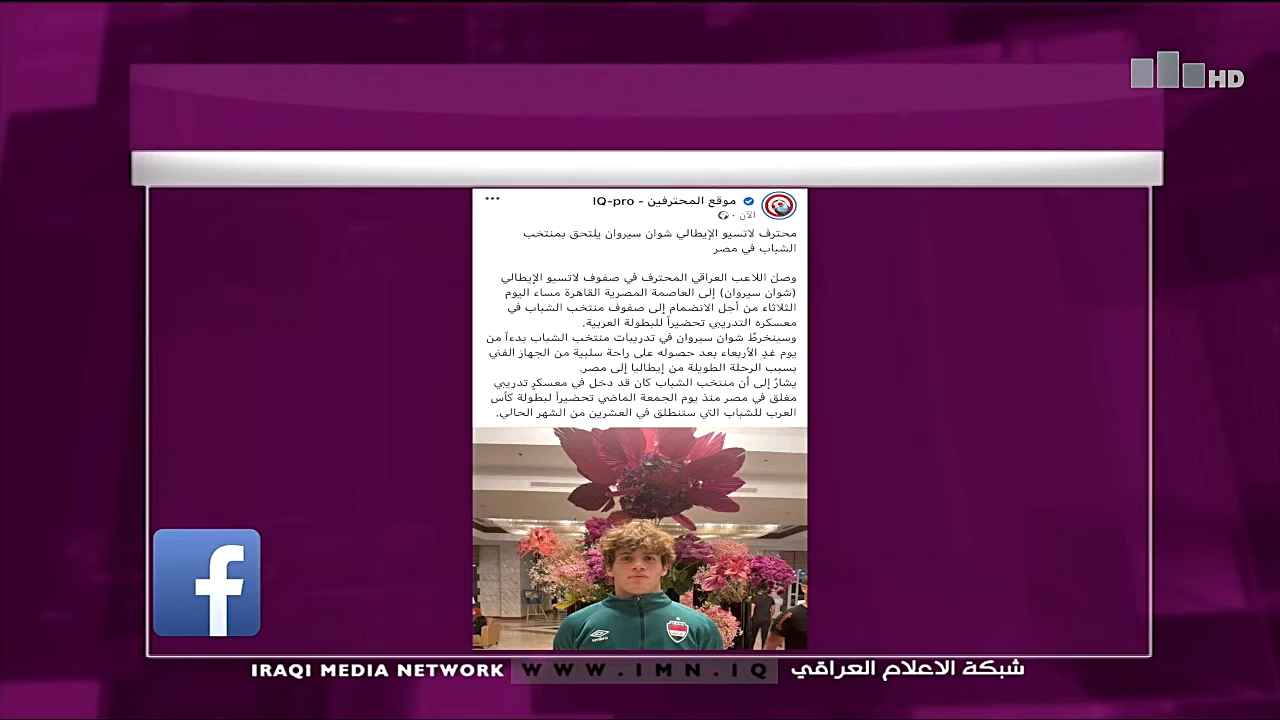 HD
موقع المحترفين - IQ-pro
الآن
محترف لاتسيو الإيطالي شوان سيروان يلتحق بمنتخب
الشباب في مصر
وصل اللاعب العراقي المحترف في صفوف لاتسيو الإيطالي
(شوان سيروان) إلى العاصمة المصرية القاهرة مساء اليوم
الثلاثاء من أجل الانضمام إلى صفوف منتخب الشباب في
معسكره التدريبي تحضيراً للبطولة العربية.
وسينخرطُ شوان سيروان في تدريبات منتخب الشباب بدءاً من
يوم غدٍ الأربعاء بعد حصوله على راحة سلبية من الجهاز الفني
بسبب الرحلة الطويلة من إيطاليا إلى مصر.
يشارُ إلى أن منتخب الشباب كان قد دخل في معسكرٍ تدريبي
مغلق في مصر منذ يوم الجمعة الماضي تحضيراً لبطولة كأس
العرب للشباب التي ستنطلق في العشرين من الشهر الحالي.
umbro
f
IRAQI MEDIA NETWORK WWW.IMN.IQ شبكة الاعلام العراقي